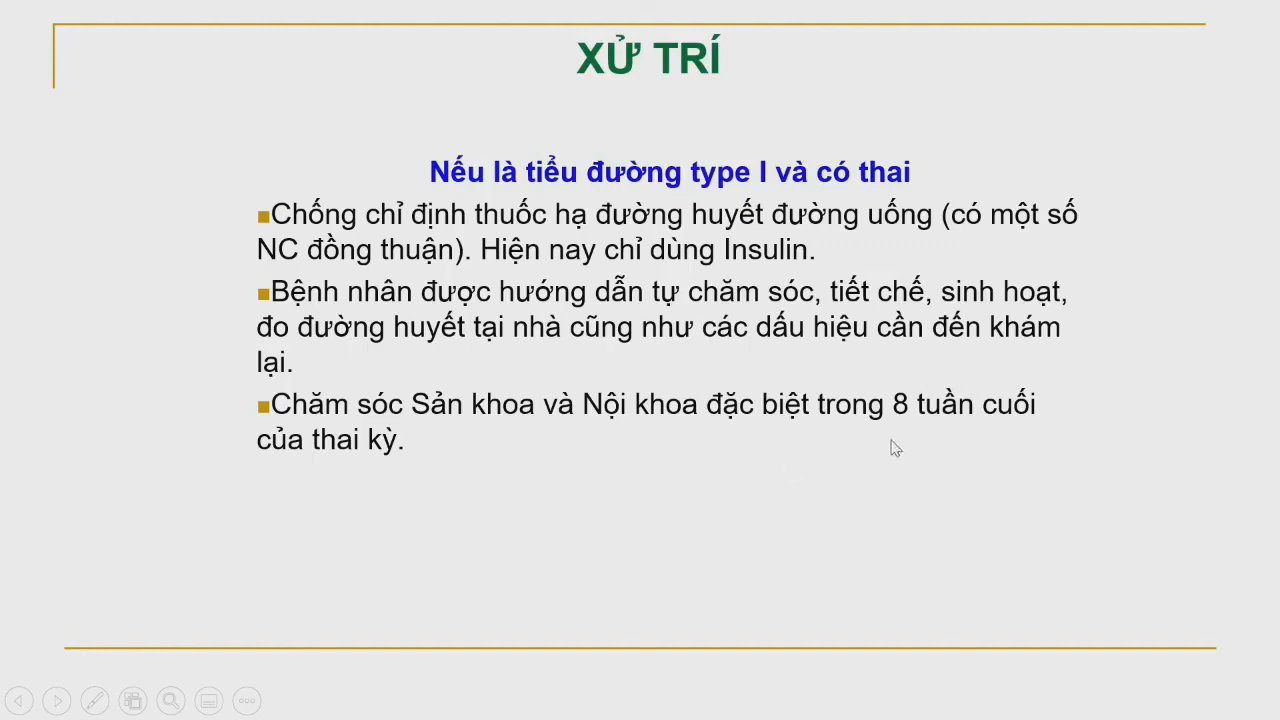 XỬ TRÍ
Nếu là tiểu đường type I và có thai
■Chống chỉ định thuốc hạ đường huyết đường uống (có một số
NC đồng thuận). Hiện nay chỉ dùng Insulin.
■Bệnh nhân được hướng dẫn tự chăm sóc, tiết chế, sinh hoạt,
đo đường huyết tại nhà cũng như các dấu hiệu cần đến khám
lại.
■Chăm sóc Sản khoa và Nội khoa đặc biệt trong 8 tuần cuối
của thai kỳ.